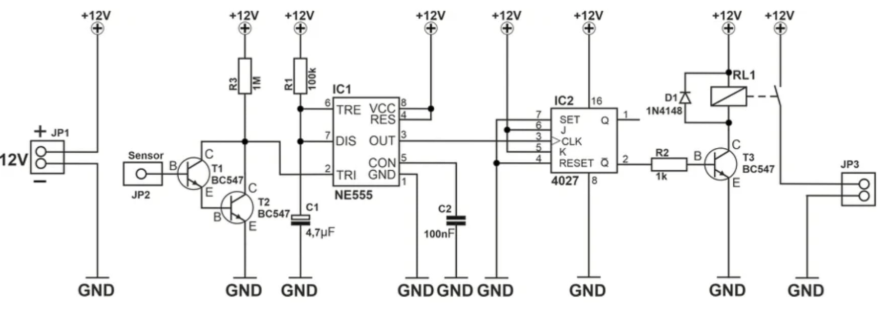 +12V +12V +12V +12V +12V +12V +12V +12V
R3 1M
R1 100k
IC1
6 TRE VCC 8
RES 4
7 DIS OUT 3
CON 5
2 TRI GND 1
NE555
+ JP1
12V
–
Sensor
JP2
B C E T1
BC547
B C E T2
BC547
C1
4,7µF
C2
100nF
IC2
16
7 SET Q 1
6 J
3 CLK
5 K
4 RESET Q̅ 2
4027
8
R2
1k
D1
1N4148
RL1
B C E T3
BC547
JP3
GND GND GND GND GND GND GND GND GND